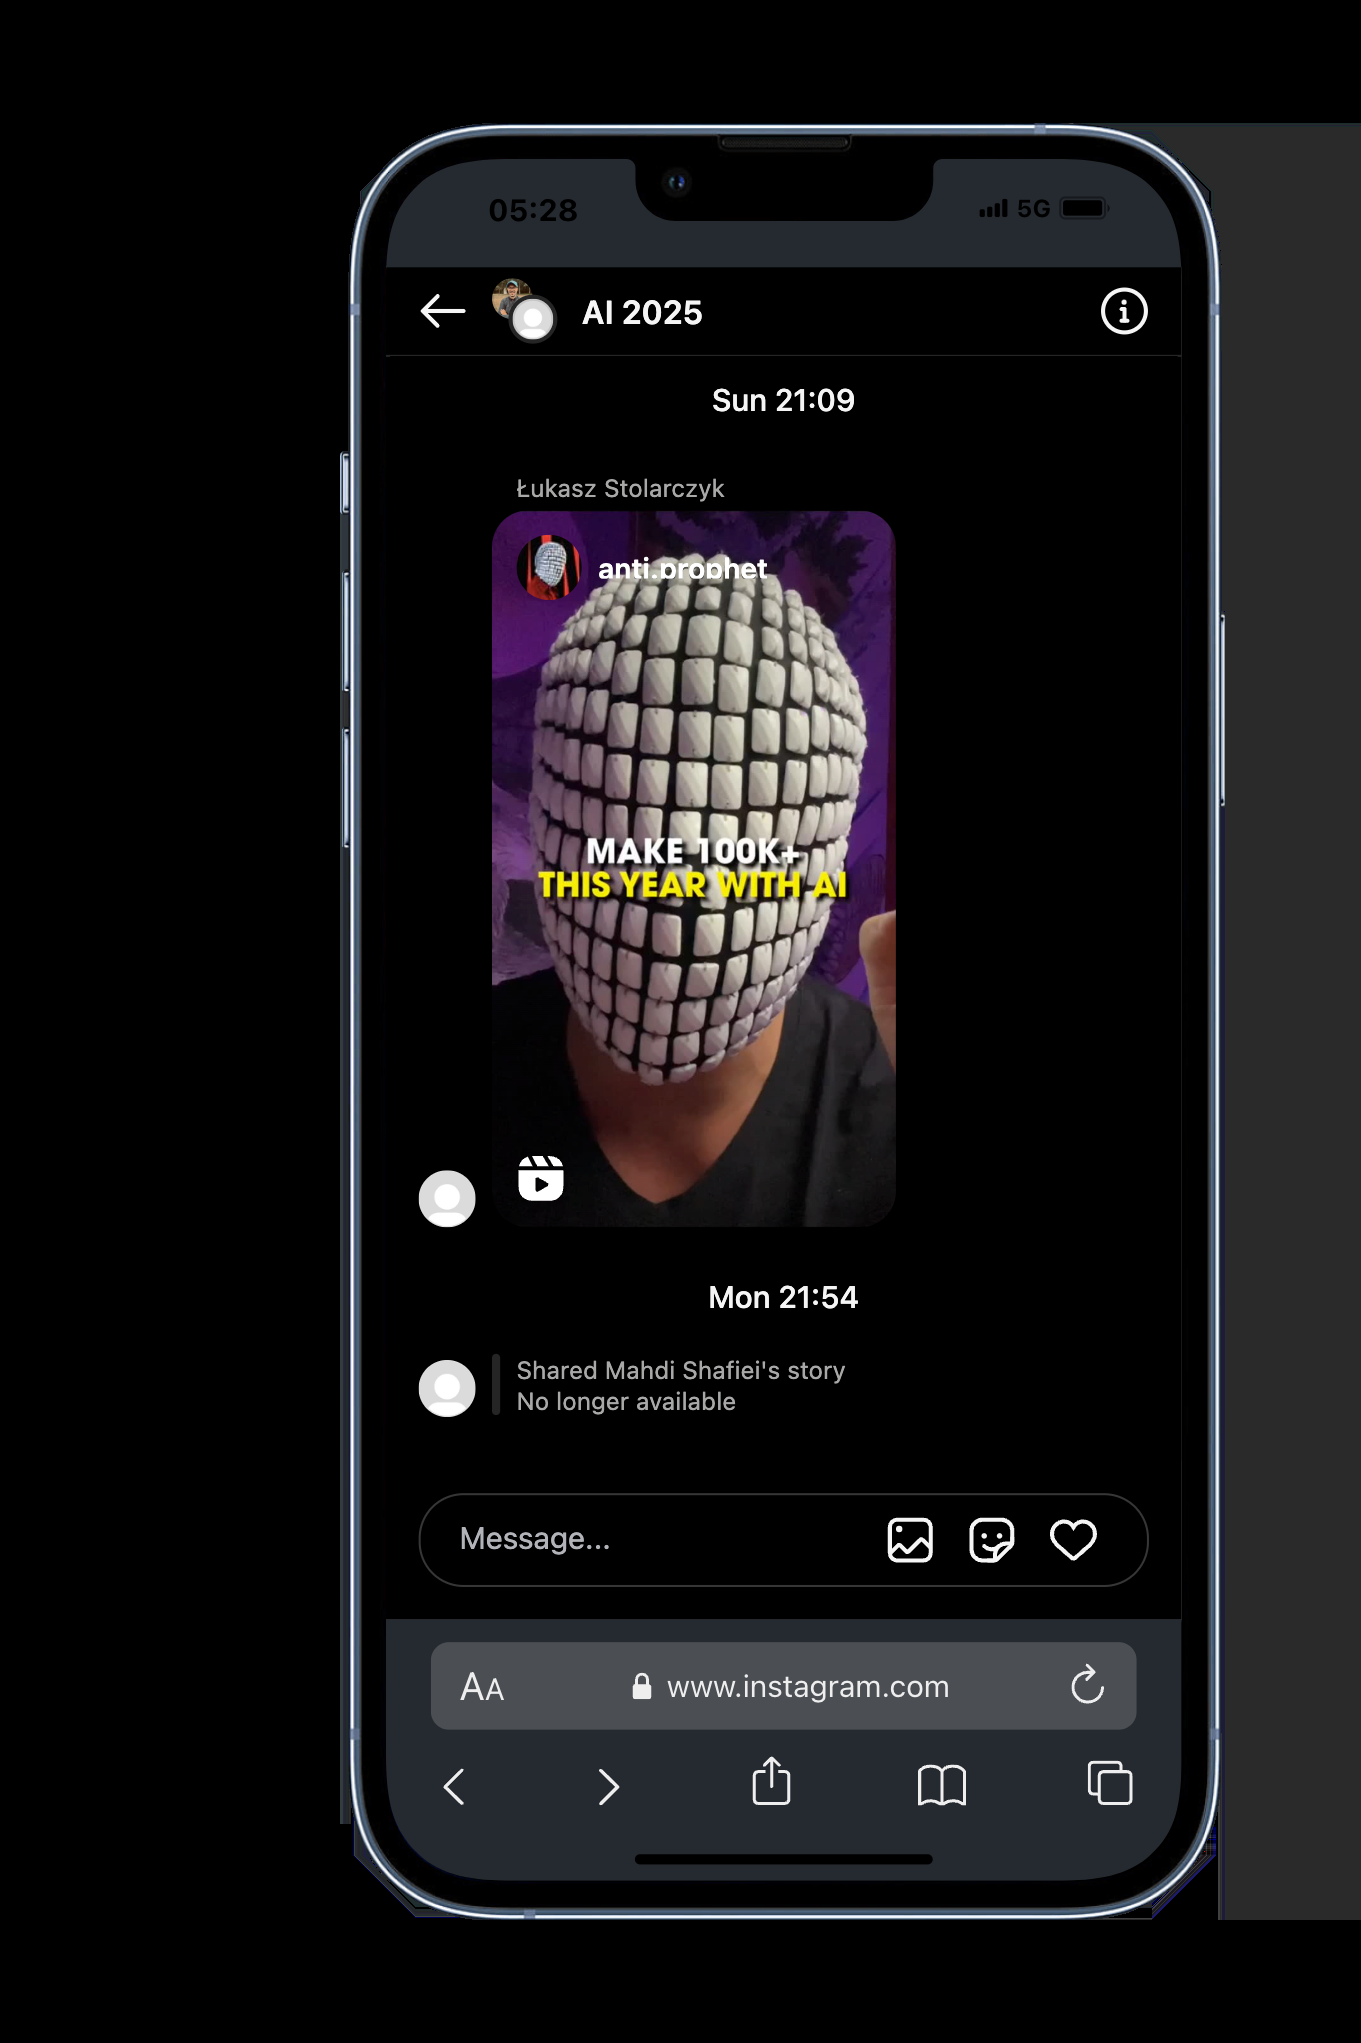 05:28
5G
AI 2025
Sun 21:09
Łukasz Stolarczyk
anti.prophet
MAKE 100K+
THIS YEAR WITH AI
Mon 21:54
Shared Mahdi Shafiei's story
No longer available
Message...
AA
www.instagram.com